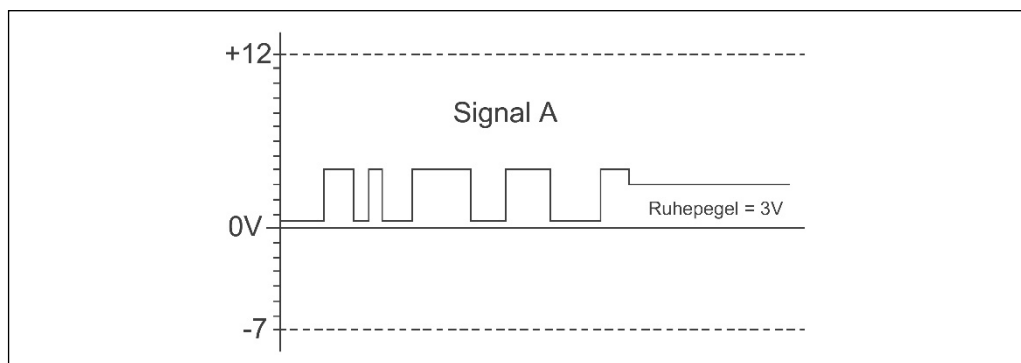 +12
Signal A
Ruhepegel = 3V
0V
-7